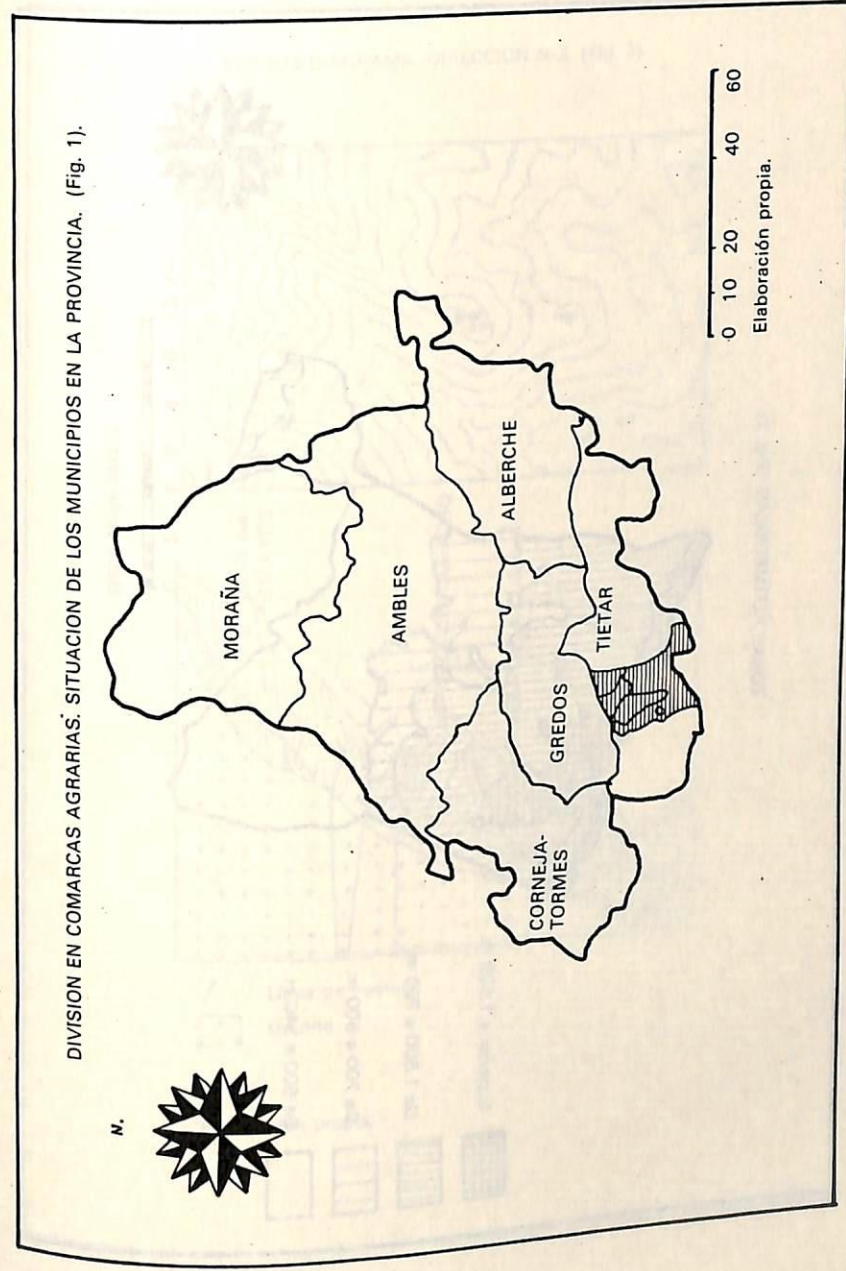 DIVISION EN COMARCAS AGRARIAS. SITUACION DE LOS MUNICIPIOS EN LA PROVINCIA. (Fig. 1).
N.
MORAÑA
AMBLES
ALBERCHE
GREDOS
TIETAR
CORNEJA-
TORMES
0 10 20 40 60
Elaboración propia.